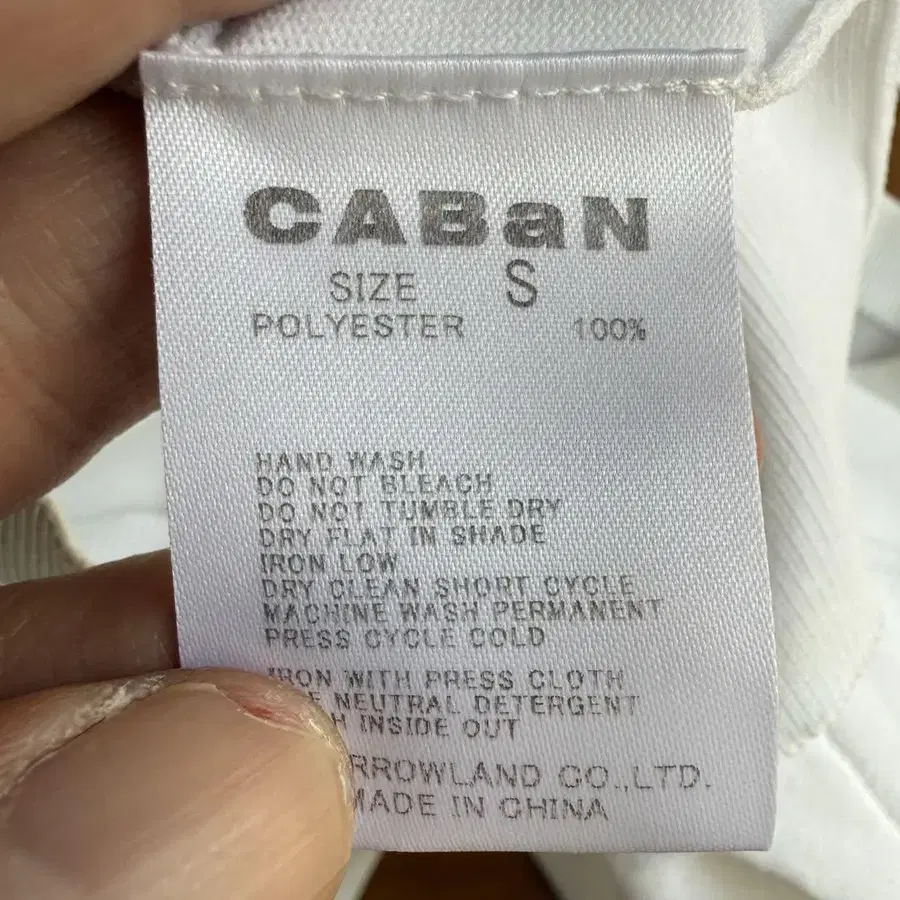 CABaN
SIZE S
POLYESTER 100%
HAND WASH
DO NOT BLEACH
DO NOT TUMBLE DRY
DRY FLAT IN SHADE
IRON LOW
DRY CLEAN SHORT CYCLE
MACHINE WASH PERMANENT
PRESS CYCLE COLD
IRON WITH PRESS CLOTH
NEUTRAL DETERGENT
INSIDE OUT
CO.,LTD.
MADE IN CHINA